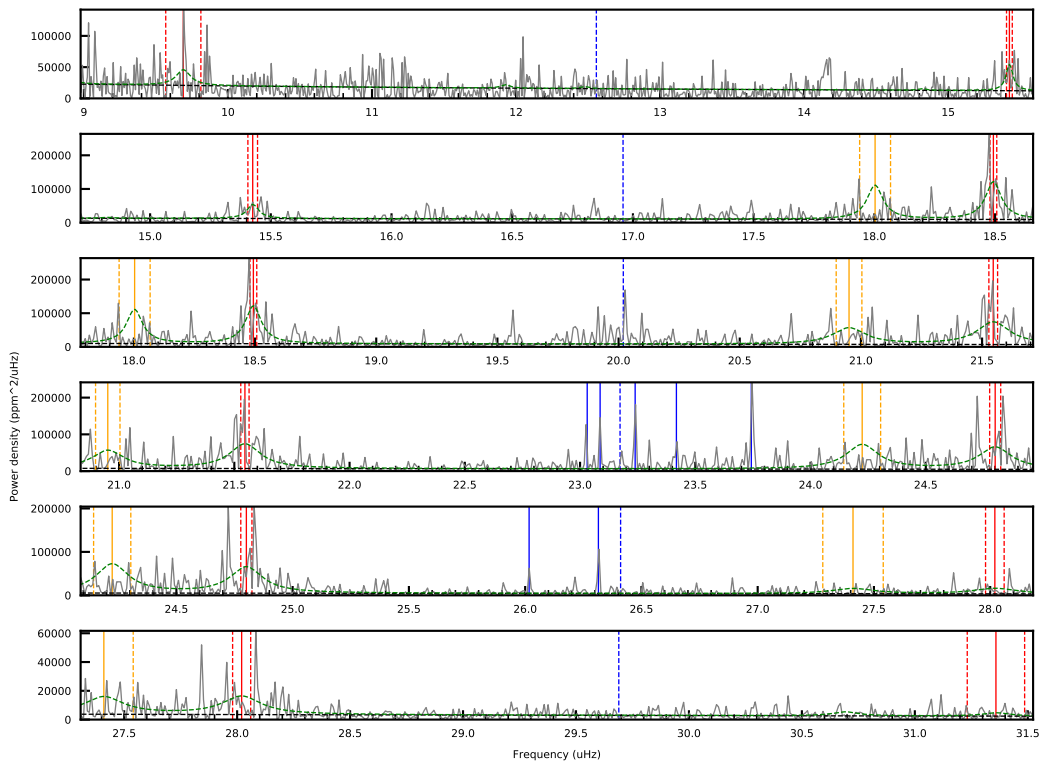 100000
50000
0
9 10 11 12 13 14 15
200000
100000
0
15.0 15.5 16.0 16.5 17.0 17.5 18.0 18.5
200000
100000
0
18.0 18.5 19.0 19.5 20.0 20.5 21.0 21.5
Power density (ppm^2/uHz)
200000
100000
0
21.0 21.5 22.0 22.5 23.0 23.5 24.0 24.5
200000
100000
0
24.5 25.0 25.5 26.0 26.5 27.0 27.5 28.0
60000
40000
20000
0
27.5 28.0 28.5 29.0 29.5 30.0 30.5 31.0 31.5
Frequency (uHz)